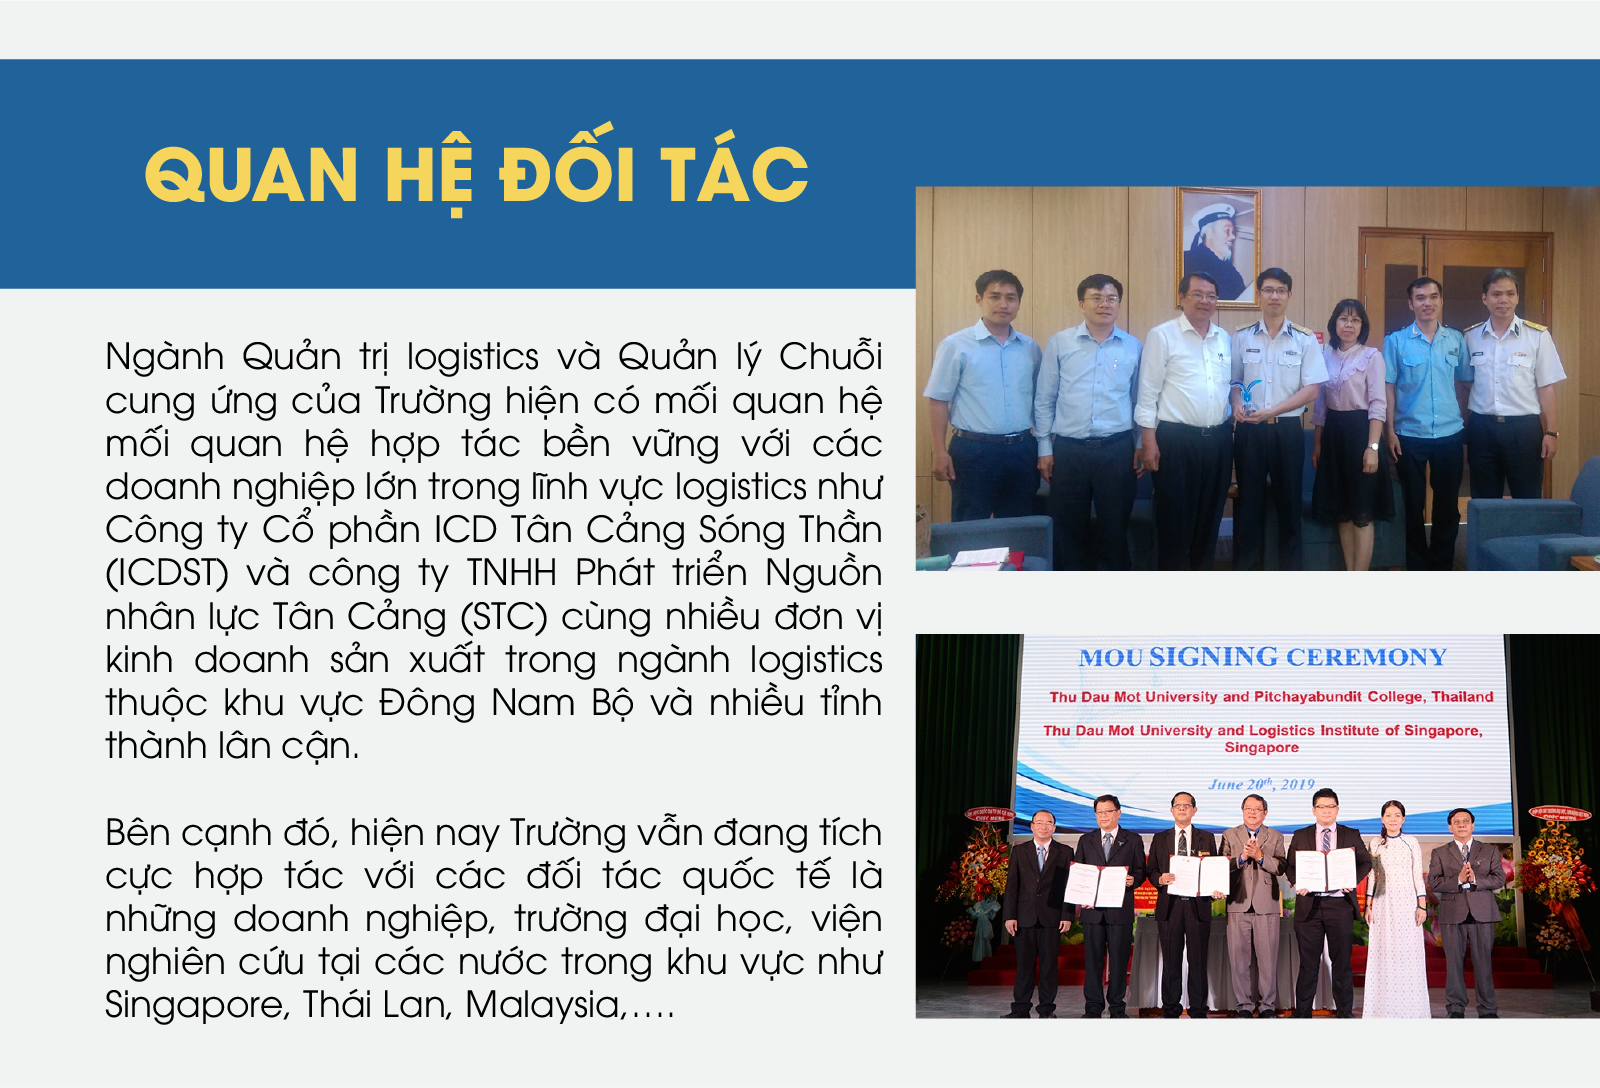 QUAN HỆ ĐỐI TÁC
Ngành Quản trị logistics và Quản lý Chuỗi
cung ứng của Trường hiện có mối quan hệ
mối quan hệ hợp tác bền vững với các
doanh nghiệp lớn trong lĩnh vực logistics như
Công ty Cổ phần ICD Tân Cảng Sóng Thần
(ICDST) và công ty TNHH Phát triển Nguồn
nhân lực Tân Cảng (STC) cùng nhiều đơn vị
kinh doanh sản xuất trong ngành logistics
thuộc khu vực Đông Nam Bộ và nhiều tỉnh
thành lân cận.
Bên cạnh đó, hiện nay Trường vẫn đang tích
cực hợp tác với các đối tác quốc tế là
những doanh nghiệp, trường đại học, viện
nghiên cứu tại các nước trong khu vực như
Singapore, Thái Lan, Malaysia,....
MOU SIGNING CEREMONY
Thu Dau Mot University and Pitchayabundit College, Thailand
Thu Dau Mot University and Logistics Institute of Singapore,
Singapore
June 20th, 2019
CHÚC MỪNG
CHÚC MỪNG